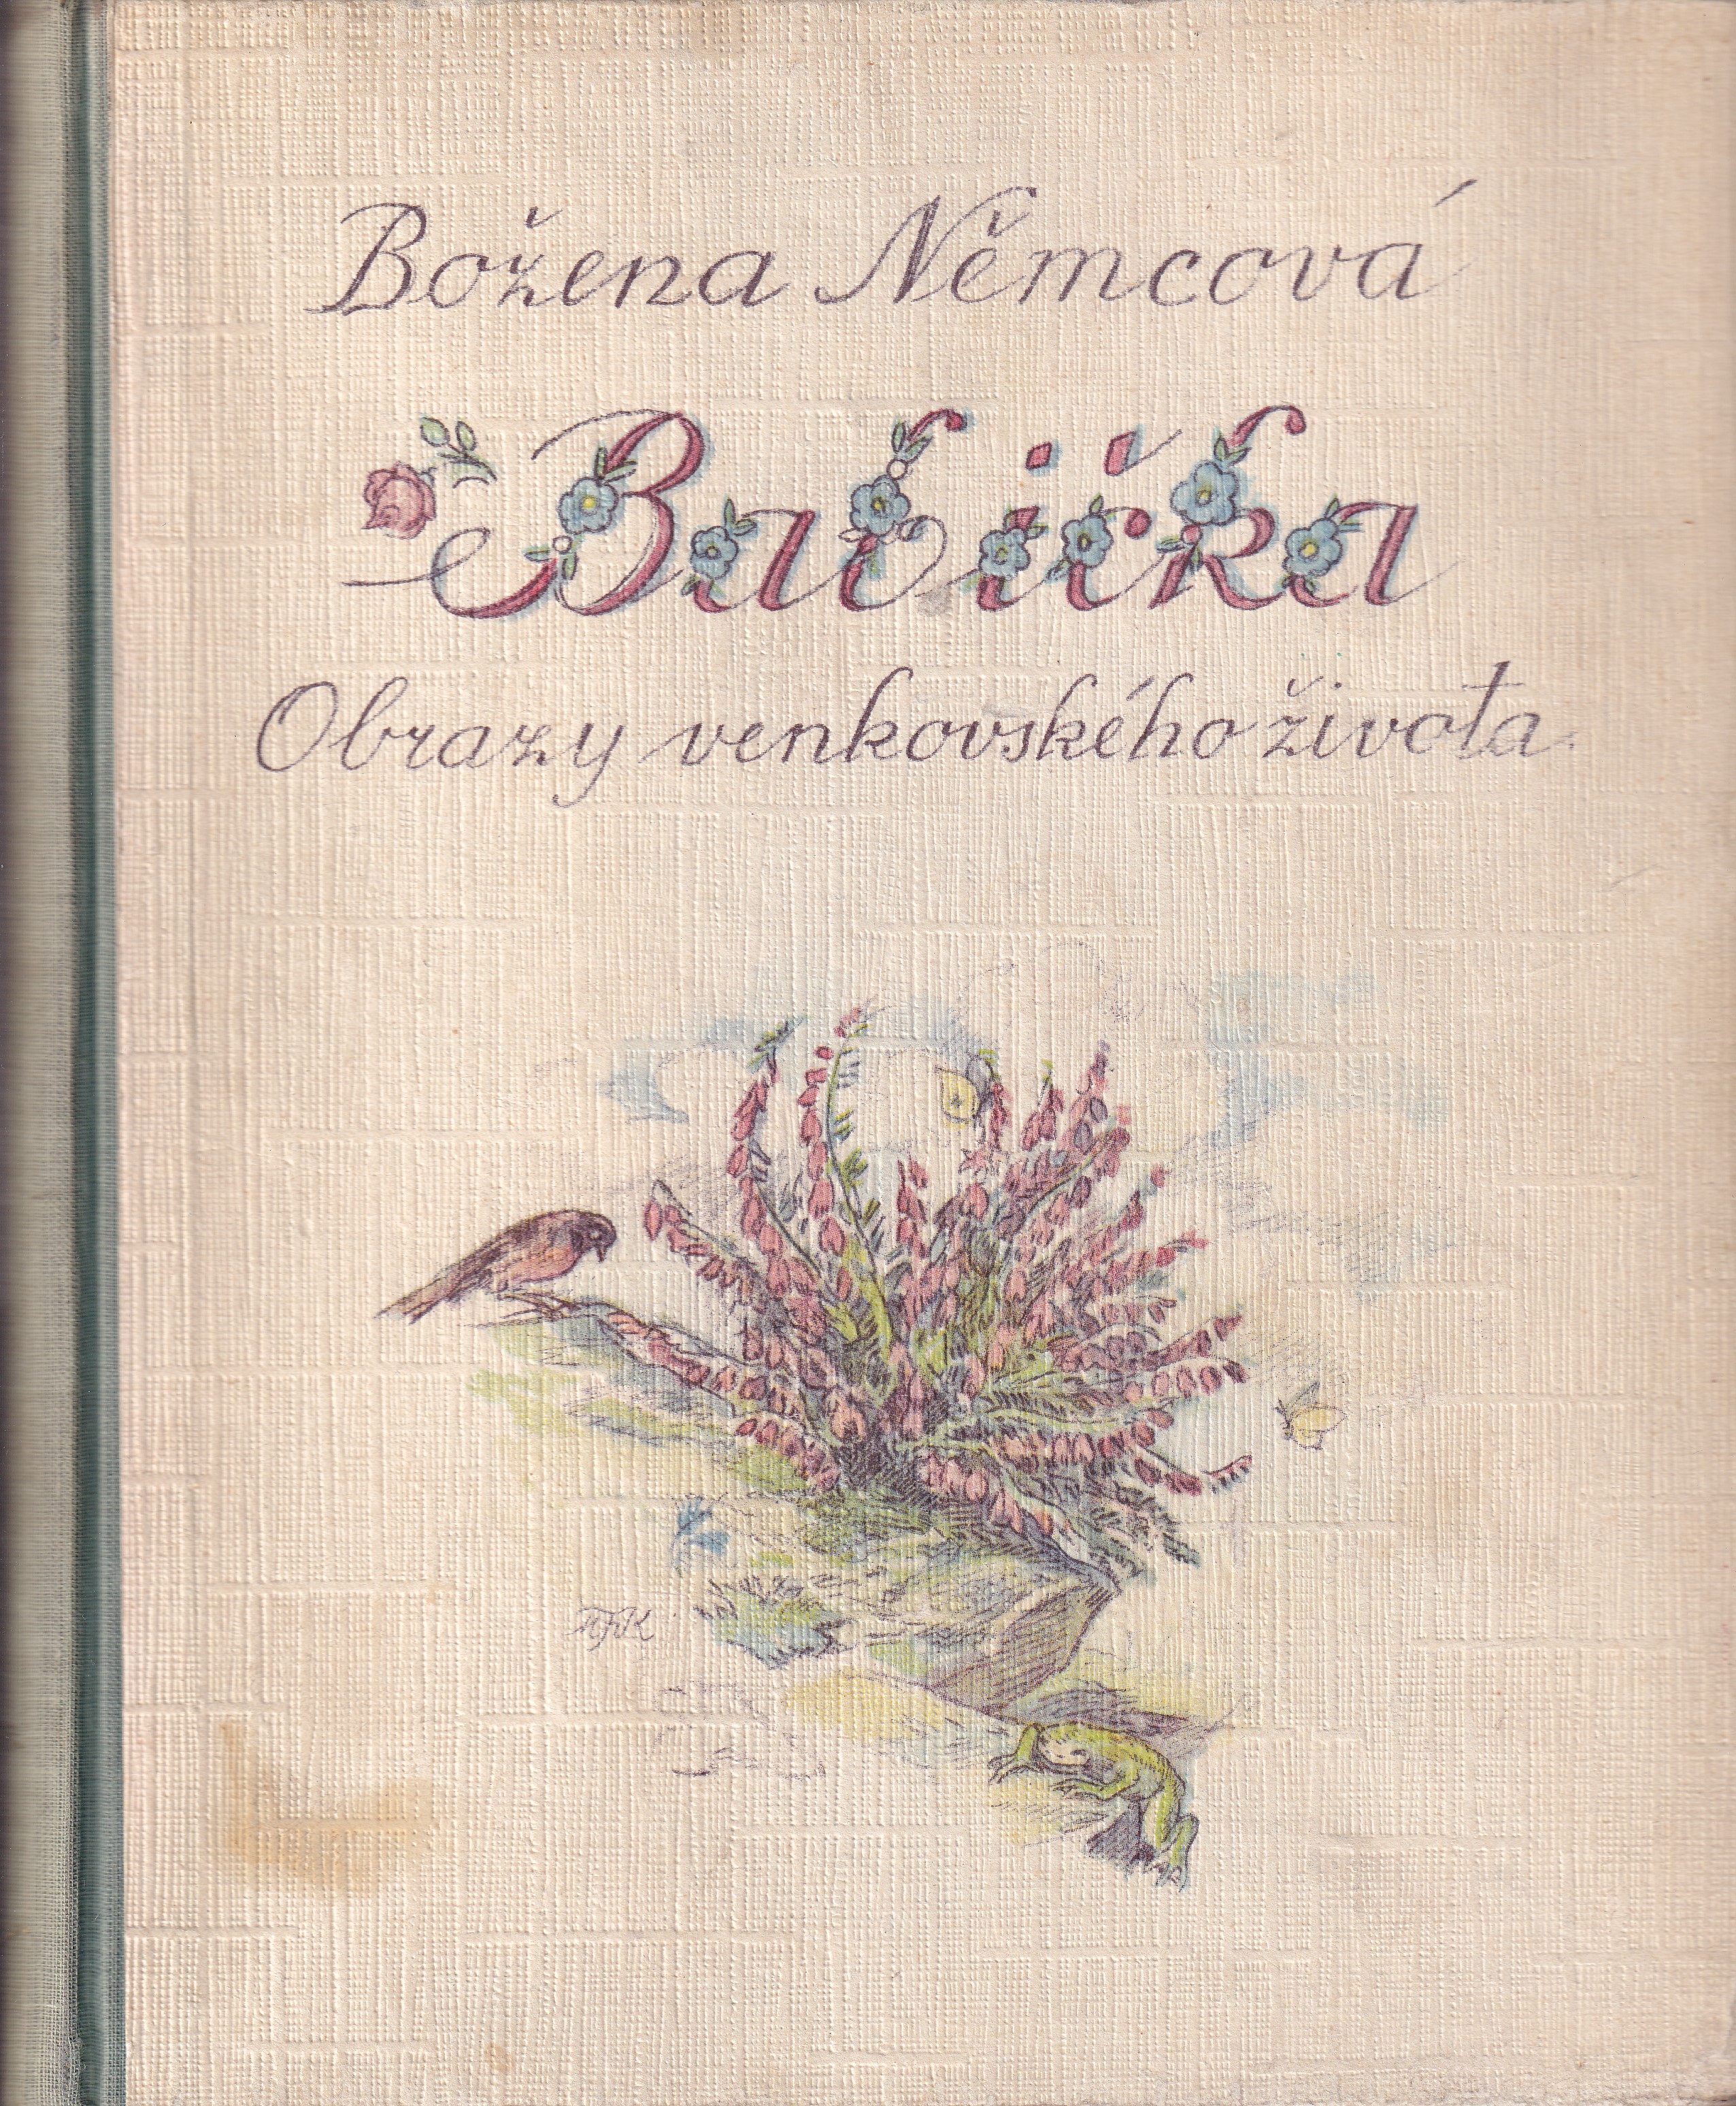 Božena Němcová
Babička
Obrazy venkovského života